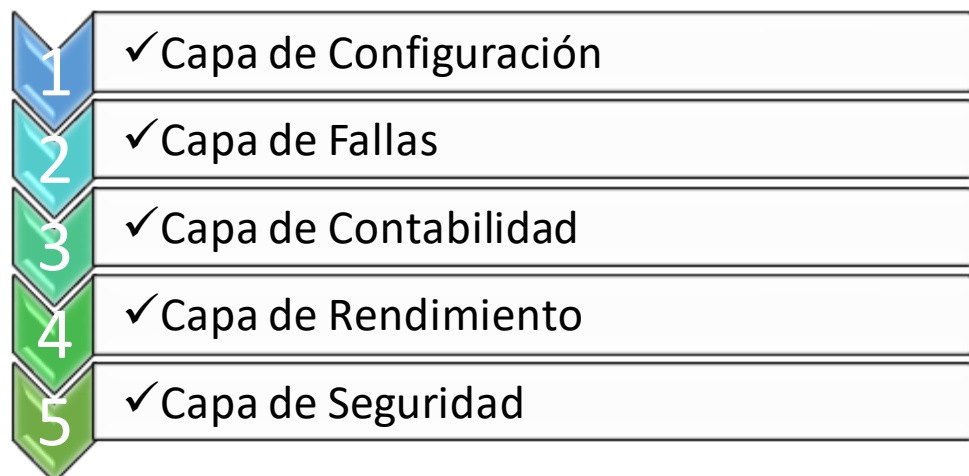 1 ✓Capa de Configuración
2 ✓Capa de Fallas
3 ✓Capa de Contabilidad
4 ✓Capa de Rendimiento
5 ✓Capa de Seguridad